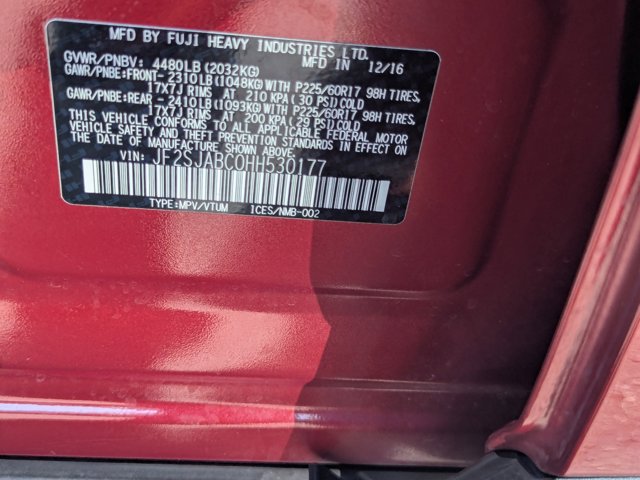 MFD BY FUJI HEAVY INDUSTRIES LTD.
GVWR/PNBV: 4480LB(2032KG) MFD IN 12/16
GAWR/PNBE:FRONT- 2310LB(1048KG)WITH P225/60R17 98H TIRES,
17X7J RIMS AT 210 KPA(30 PSI)COLD
GAWR/PNBE:REAR -2410LB(1093KG)WITH P225/60R17 98H TIRES,
17X7J RIMS AT 200 KPA(29 PSI)COLD
THIS VEHICLE CONFORMS TO ALL APPLICABLE FEDERAL MOTOR
VEHICLE SAFETY, BUMPER, AND THEFT PREVENTION STANDARDS IN EFFECT ON
THE DATE OF MANUFACTURE SHOWN ABOVE.
VIN: JF2SJABC0HH530177
TYPE:MPV/VTUM ICES/NMB-002